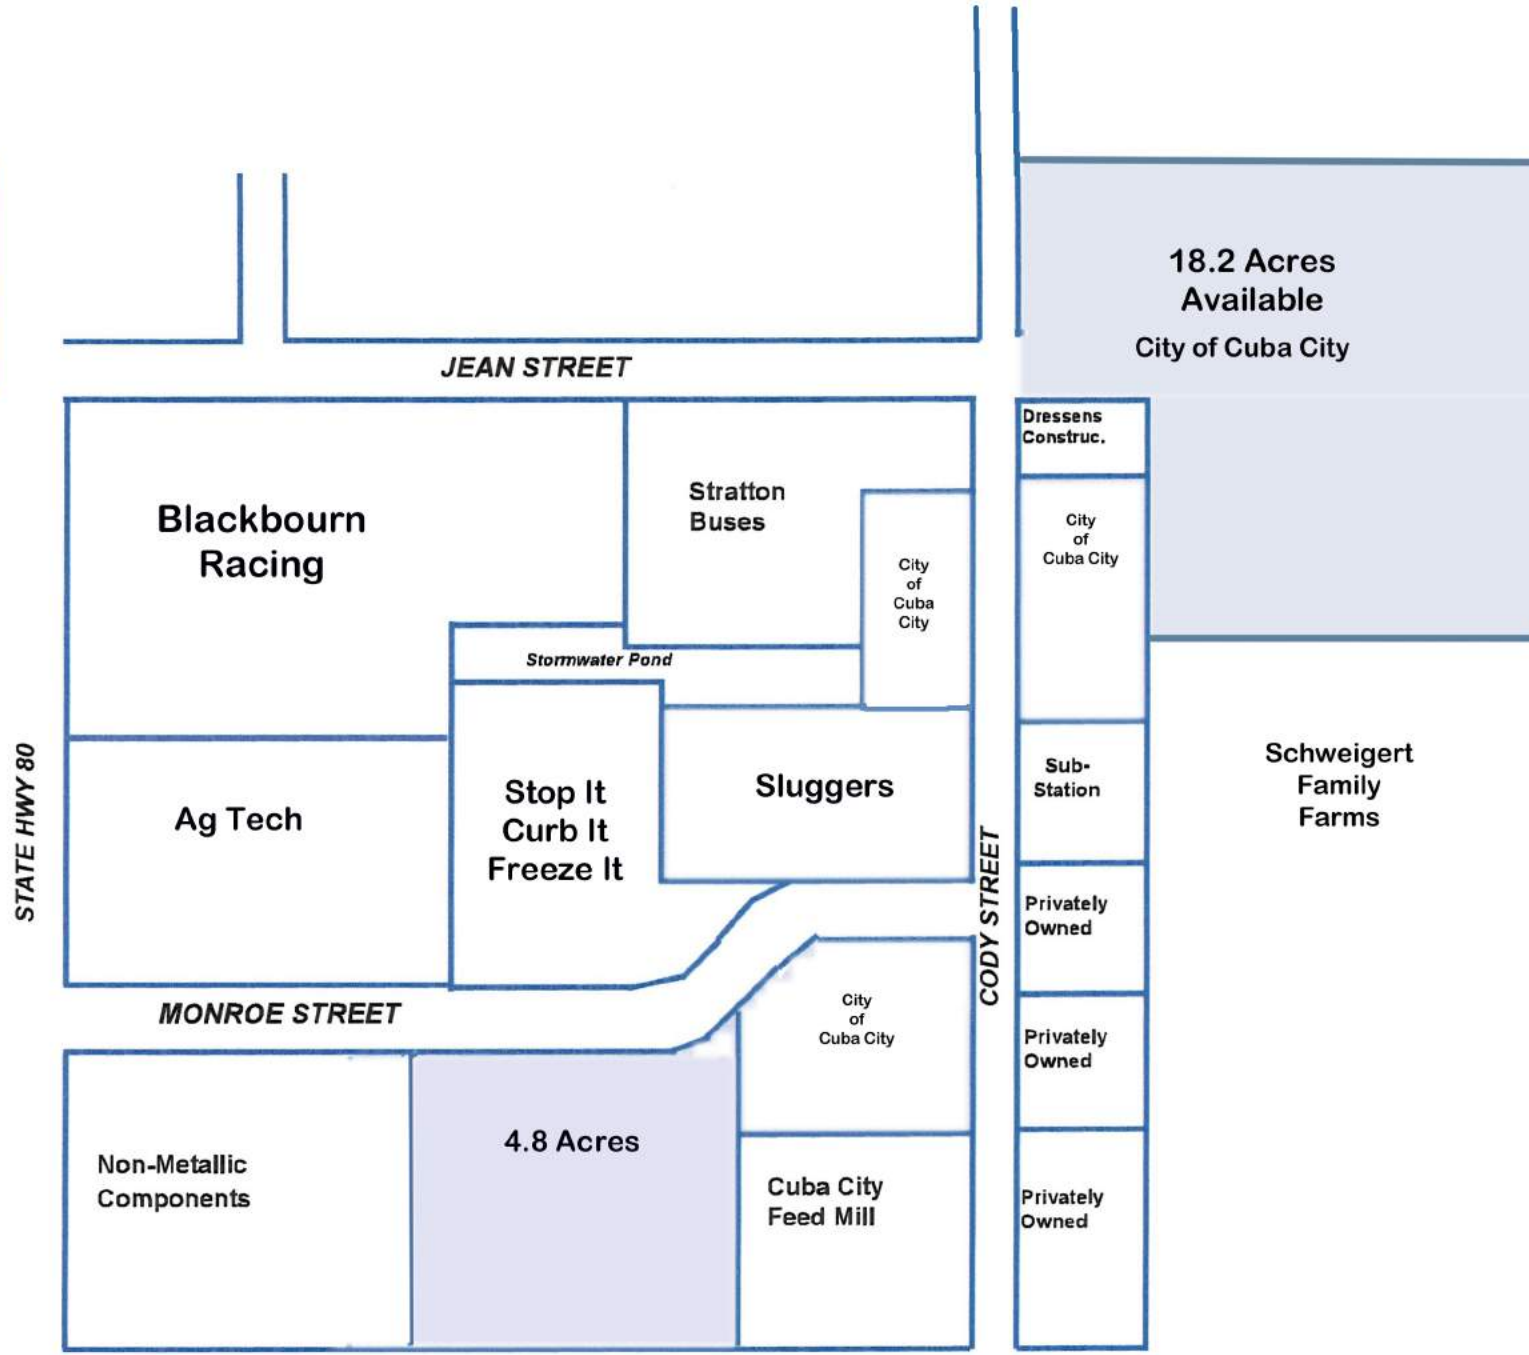 18.2 Acres
Available
City of Cuba City
JEAN STREET
Dressens
Construc.
Blackbourn
Racing
Stratton
Buses
City
of
Cuba
City
City
of
Cuba City
Stormwater Pond
STATE HWY 80
Ag Tech
Stop It
Curb It
Freeze It
Sluggers
Sub-
Station
Schweigert
Family
Farms
CODY STREET
Privately
Owned
MONROE STREET
City
of
Cuba City
Privately
Owned
Non-Metallic
Components
4.8 Acres
Cuba City
Feed Mill
Privately
Owned